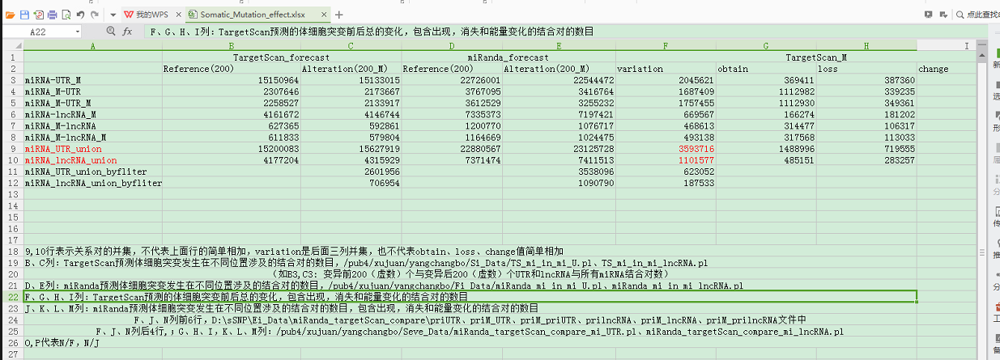 我的WPS × Somatic_Mutation_effect.xlsx × +
点此查找
A22 fx F、G、H、I列：TargetScan预测的体细胞突变前后总的变化，包含出现，消失和能量变化的结合对的数目
A B C D E F G H I
1 TargetScan_forecast miRanda_forecast TargetScan_M
2 Reference(200) Alteration(200_M) Reference(200) Alteration(200_M) variation obtain loss change
3 miRNA-UTR_M 15150964 15133015 22726001 22544472 2045621 369411 387360
4 miRNA_M-UTR 2307646 2173667 3767095 3416764 1687409 1112982 339235
5 miRNA_M-UTR_M 2258527 2133917 3612529 3255232 1757455 1112930 349361
6 miRNA-lncRNA_M 4161672 4146744 7335373 7197421 669567 166274 181202
7 miRNA_M-lncRNA 627365 592861 1200770 1076717 468613 314477 106317
8 miRNA_M-lncRNA_M 611833 579804 1164669 1024475 493138 317568 113033
9 miRNA_UTR_union 15200083 15627919 22880567 23125728 3593716 1488996 719555
10 miRNA_lncRNA_union 4177204 4315929 7371474 7411513 1101577 485151 283257
11 miRNA_UTR_union_byfliter 2601956 3538096 623052
12 miRNA_lncRNA_union_byfliter 706954 1090790 187533
13
14
15
16
17
18 9,10行表示关系对的并集，不代表上面行的简单相加，variation是后面三列并集，也不代表obtain、loss、change值简单相加
19 B、C列：TargetScan预测体细胞突变发生在不同位置涉及的结合对的数目，/pub4/xujuan/yangchangbo/Si_Data/TS_mi_in_mi_U.pl、TS_mi_in_mi_lncRNA.pl
20 （如B3,C3: 变异前200（虚数）个与变异后200（虚数）个UTR和lncRNA与所有miRNA结合对数）
21 D、E列：miRanda预测体细胞突变发生在不同位置涉及的结合对的数目，/pub4/xujuan/yangchangbo/Fi_Data/miRanda_mi_in_mi_U.pl、miRanda_mi_in_mi_lncRNA.pl
22 F、G、H、I列：TargetScan预测的体细胞突变前后总的变化，包含出现，消失和能量变化的结合对的数目
23 J、K、L、M列：miRanda预测体细胞突变发生在不同位置涉及的结合对的数目，包含出现，消失和能量变化的结合对的数目
24 F、J、N列前6行，D:\sSNP\Ei_Data\miRanda_targetScan_compare\priUTR、priM_UTR、priM_priUTR、prilncRNA、priM_lncRNA、priM_prilncRNA文件中
25 F、J、N列后4行,；G、H、I，K、L、M列：/pub4/xujuan/yangchangbo/Seve_Data/miRanda_targetScan_compare_mi_UTR.pl、miRanda_targetScan_compare_mi_lncRNA.pl
26 O,P代表N/F，N/J
27